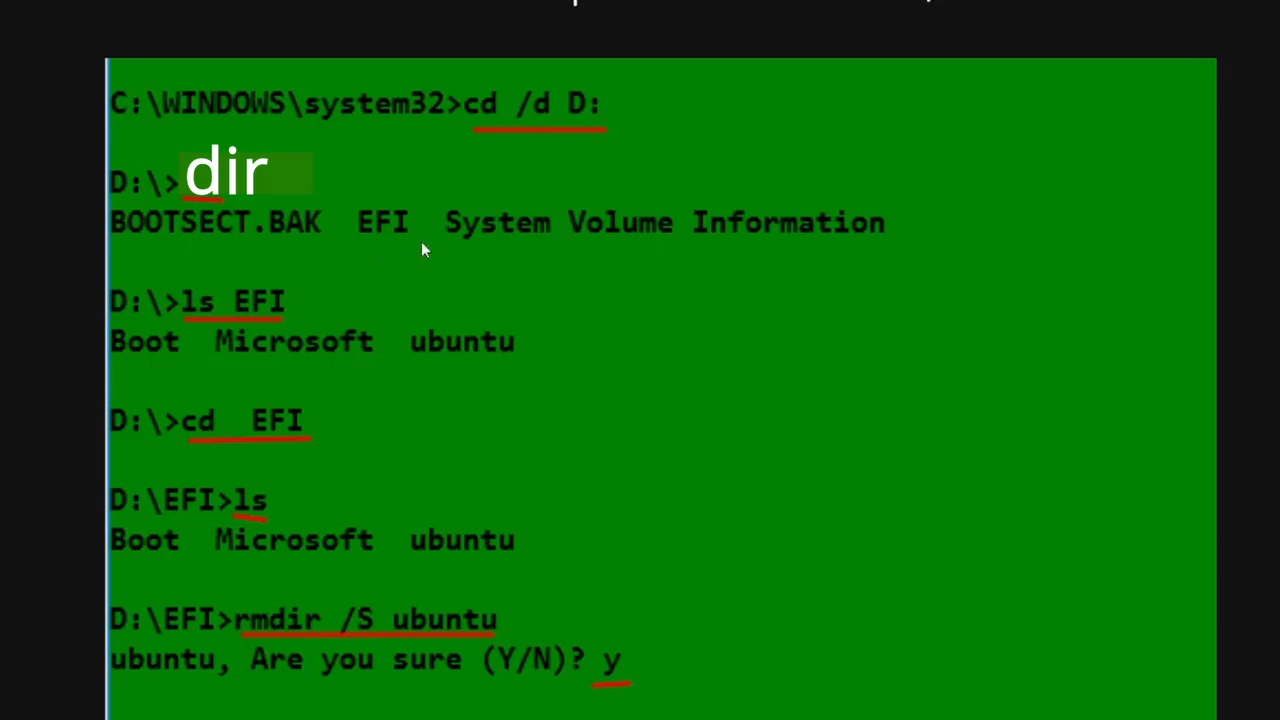 C:\WINDOWS\system32>cd /d D:
D:\>dir
BOOTSECT.BAK EFI System Volume Information
D:\>ls EFI
Boot Microsoft ubuntu
D:\>cd EFI
D:\EFI>ls
Boot Microsoft ubuntu
D:\EFI>rmdir /S ubuntu
ubuntu, Are you sure (Y/N)? y